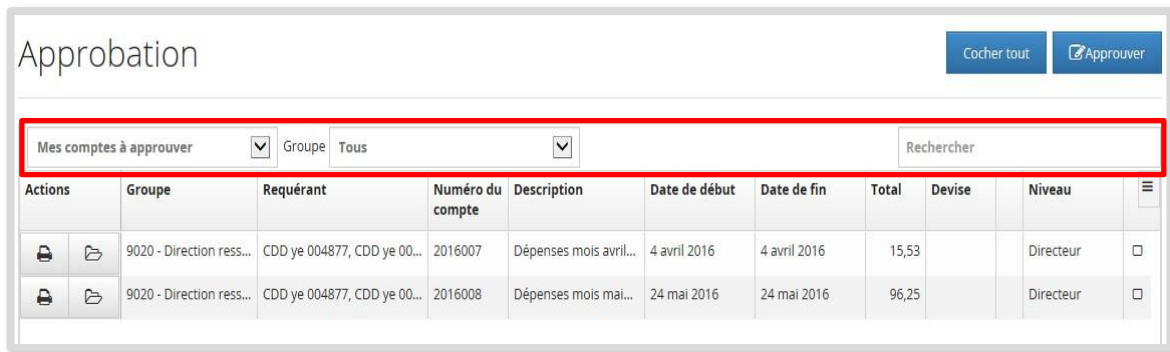 Approbation
Cocher tout
Approuver
Mes comptes à approuver Groupe Tous Rechercher
Actions Groupe Requérant Numéro du compte Description Date de début Date de fin Total Devise Niveau
9020 - Direction ress... CDD ye 004877, CDD ye 00... 2016007 Dépenses mois avril... 4 avril 2016 4 avril 2016 15,53 Directeur
9020 - Direction ress... CDD ye 004877, CDD ye 00... 2016008 Dépenses mois mai... 24 mai 2016 24 mai 2016 96,25 Directeur